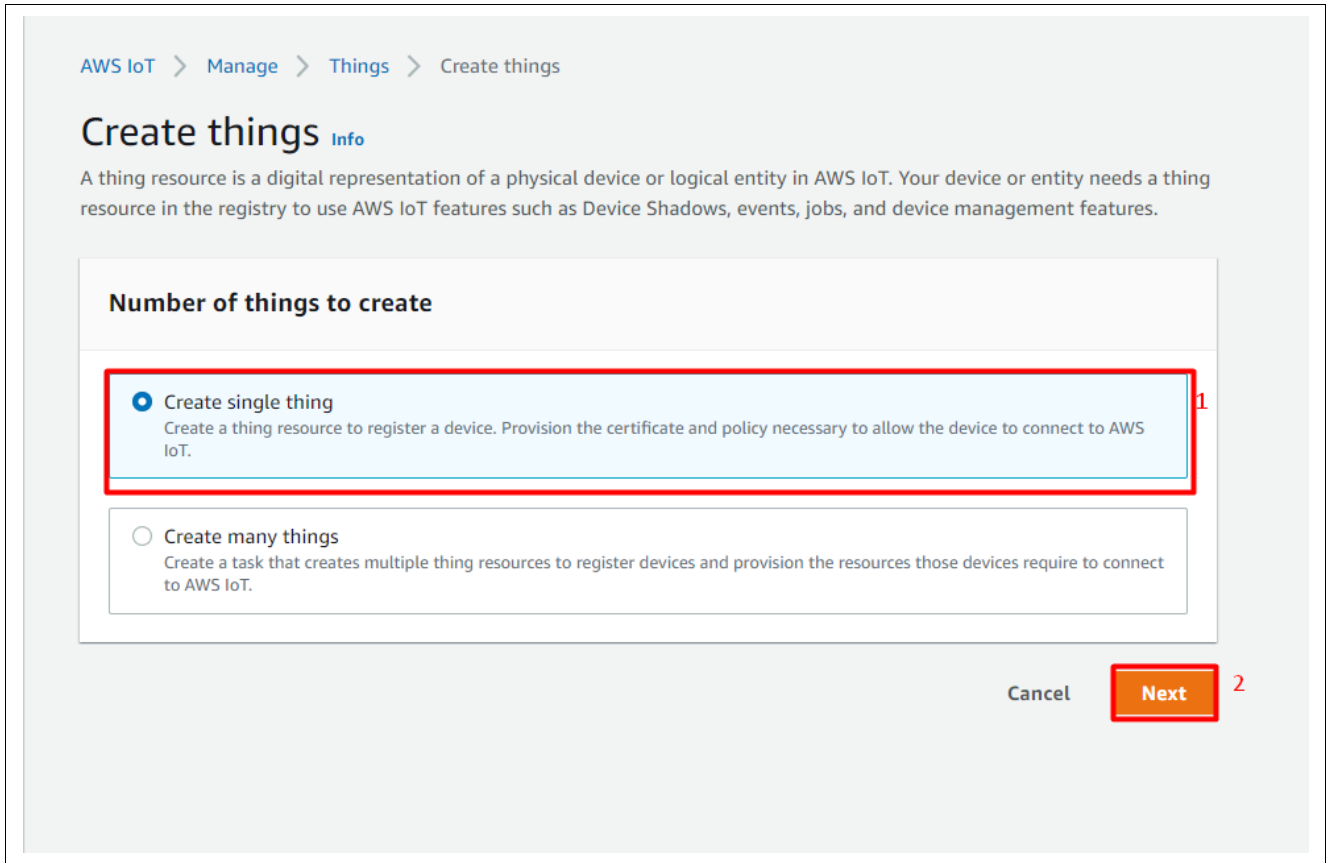 AWS IoT > Manage > Things > Create things
Create things Info
A thing resource is a digital representation of a physical device or logical entity in AWS IoT. Your device or entity needs a thing
resource in the registry to use AWS IoT features such as Device Shadows, events, jobs, and device management features.
Number of things to create
Create single thing
1
Create a thing resource to register a device. Provision the certificate and policy necessary to allow the device to connect to AWS
IoT.
Create many things
Create a task that creates multiple thing resources to register devices and provision the resources those devices require to connect
to AWS IoT.
Cancel Next 2